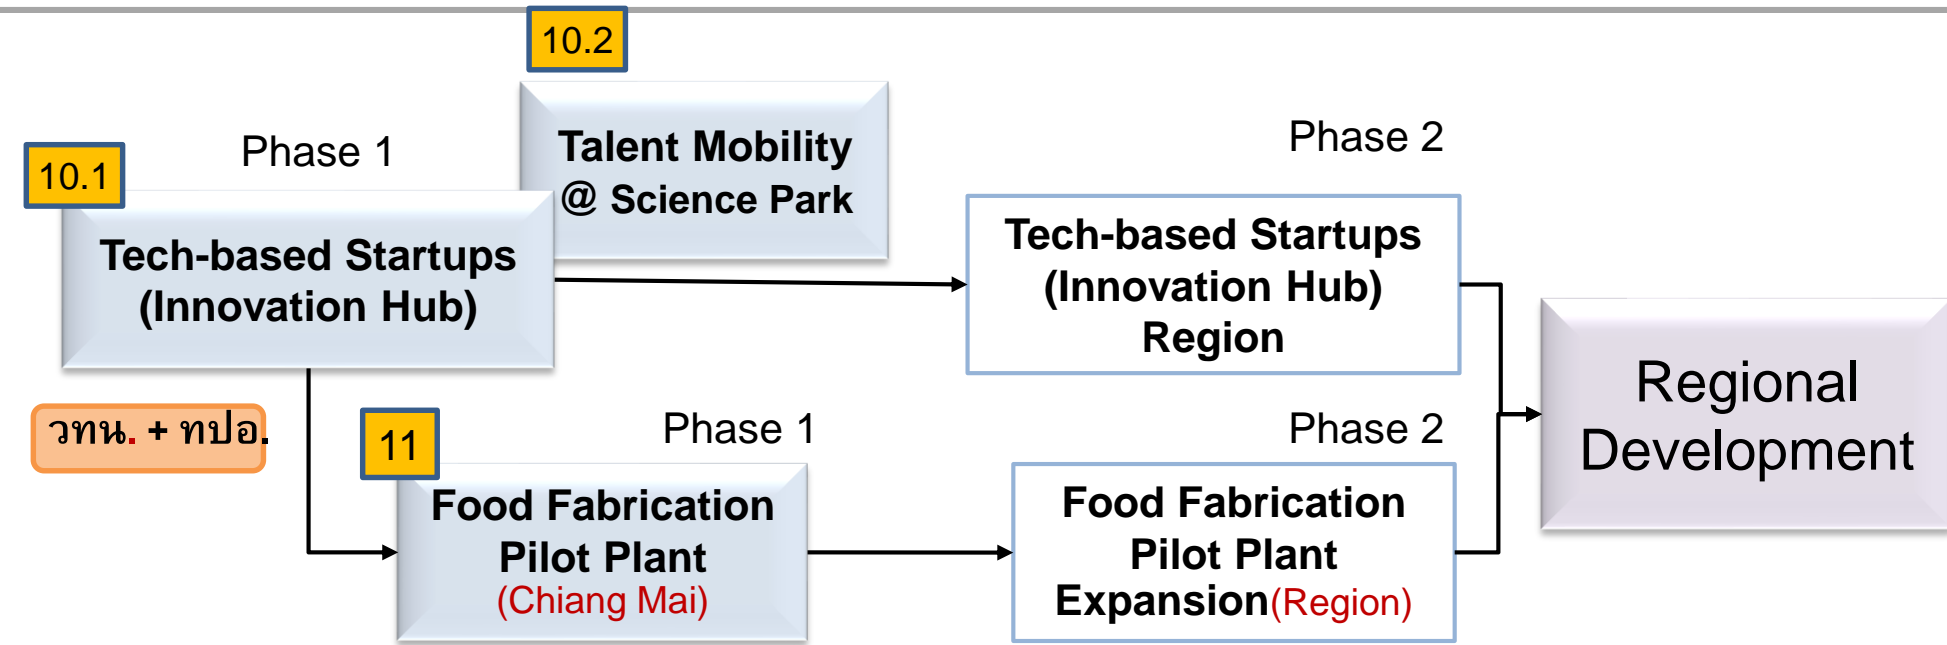 10.2
Talent Mobility
@ Science Park
10.1
Phase 1
Tech-based Startups
(Innovation Hub)
Phase 2
Tech-based Startups
(Innovation Hub)
Region
วทน. + ทปอ.
11
Phase 1
Food Fabrication
Pilot Plant
(Chiang Mai)
Phase 2
Food Fabrication
Pilot Plant
Expansion(Region)
Regional
Development